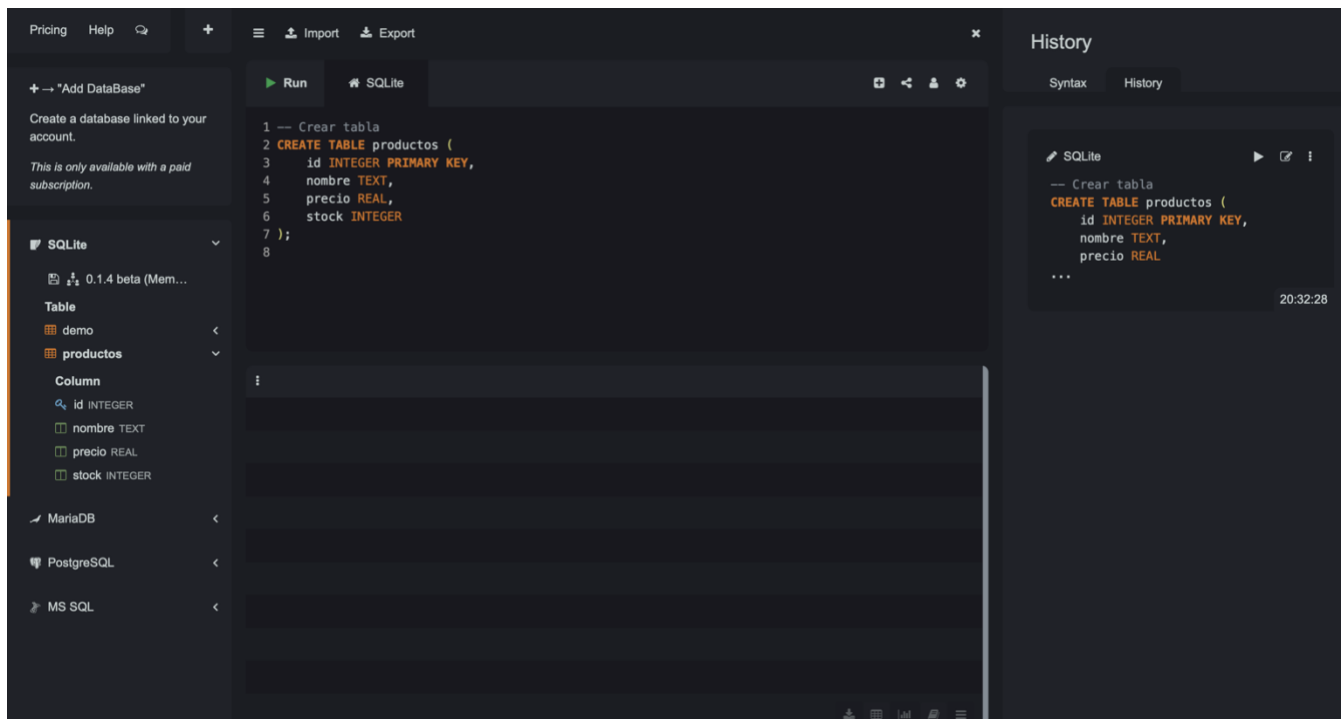 Pricing Help
+ → "Add DataBase"
Create a database linked to your
account.
This is only available with a paid
subscription.
SQLite
0.1.4 beta (Mem...
Table
demo
productos
Column
id INTEGER
nombre TEXT
precio REAL
stock INTEGER
MariaDB
PostgreSQL
MS SQL
Import Export
Run SQLite
1 -- Crear tabla
2 CREATE TABLE productos (
3 id INTEGER PRIMARY KEY,
4 nombre TEXT,
5 precio REAL,
6 stock INTEGER
7 );
8
History
Syntax History
SQLite
-- Crear tabla
CREATE TABLE productos (
id INTEGER PRIMARY KEY,
nombre TEXT,
precio REAL
...
20:32:28